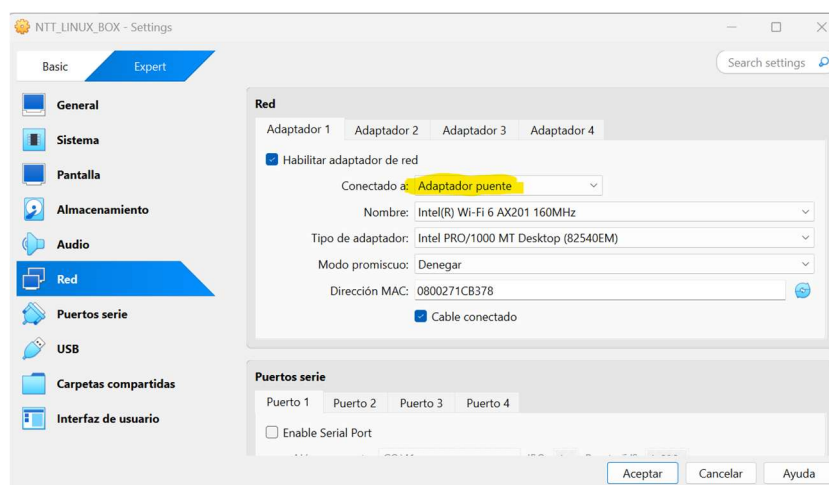 NTT_LINUX_BOX - Settings
Basic
Expert
Search settings
General
Sistema
Pantalla
Almacenamiento
Audio
Red
Puertos serie
USB
Carpetas compartidas
Interfaz de usuario
Red
Adaptador 1 Adaptador 2 Adaptador 3 Adaptador 4
Habilitar adaptador de red
Conectado a: Adaptador puente
Nombre: Intel(R) Wi-Fi 6 AX201 160MHz
Tipo de adaptador: Intel PRO/1000 MT Desktop (82540EM)
Modo promiscuo: Denegar
Dirección MAC: 0800271CB378
Cable conectado
Puertos serie
Puerto 1 Puerto 2 Puerto 3 Puerto 4
Enable Serial Port
Aceptar Cancelar Ayuda